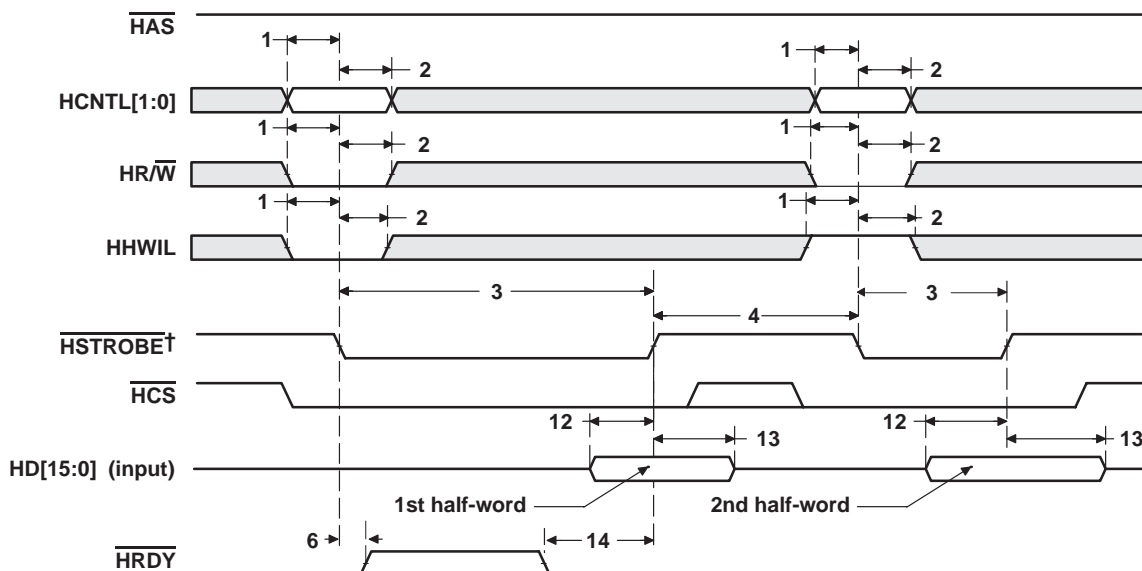 HAS
1
1
2
2
HCNTL[1:0]
1
1
2
2
HR/W
1
1
2
2
HHWIL
3
3
4
HSTROBE†
HCS
12
12
13
13
HD[15:0] (input)
1st half-word
2nd half-word
6
14
HRDY